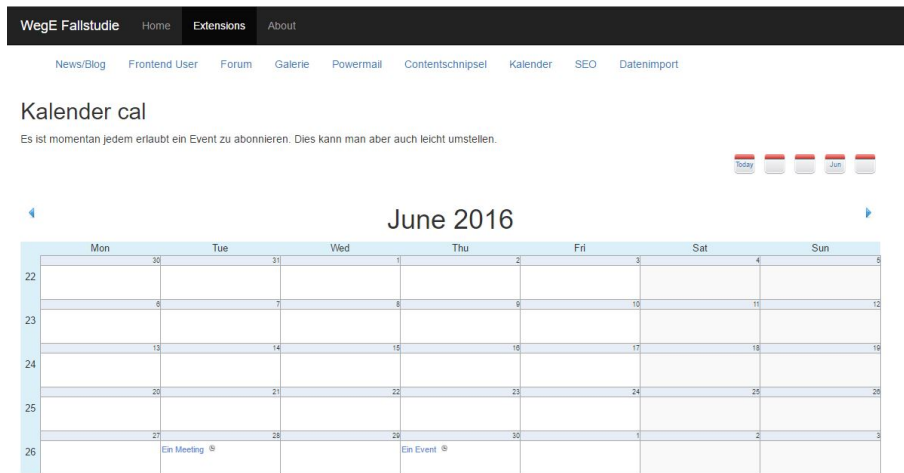 WegE Fallstudie Home Extensions About
News/Blog Frontend User Forum Galerie Powermail Contentschnipsel Kalender SEO Datenimport
Kalender cal
Es ist momentan jedem erlaubt ein Event zu abonnieren. Dies kann man aber auch leicht umstellen.
Today Jun
June 2016
Mon Tue Wed Thu Fri Sat Sun
30 31 1 2 3 4 5
22
6 7 8 9 10 11 12
23
13 14 15 16 17 18 19
24
20 21 22 23 24 25 26
25
27 28 29 30 1 2 3
26 Ein Meeting Ein Event